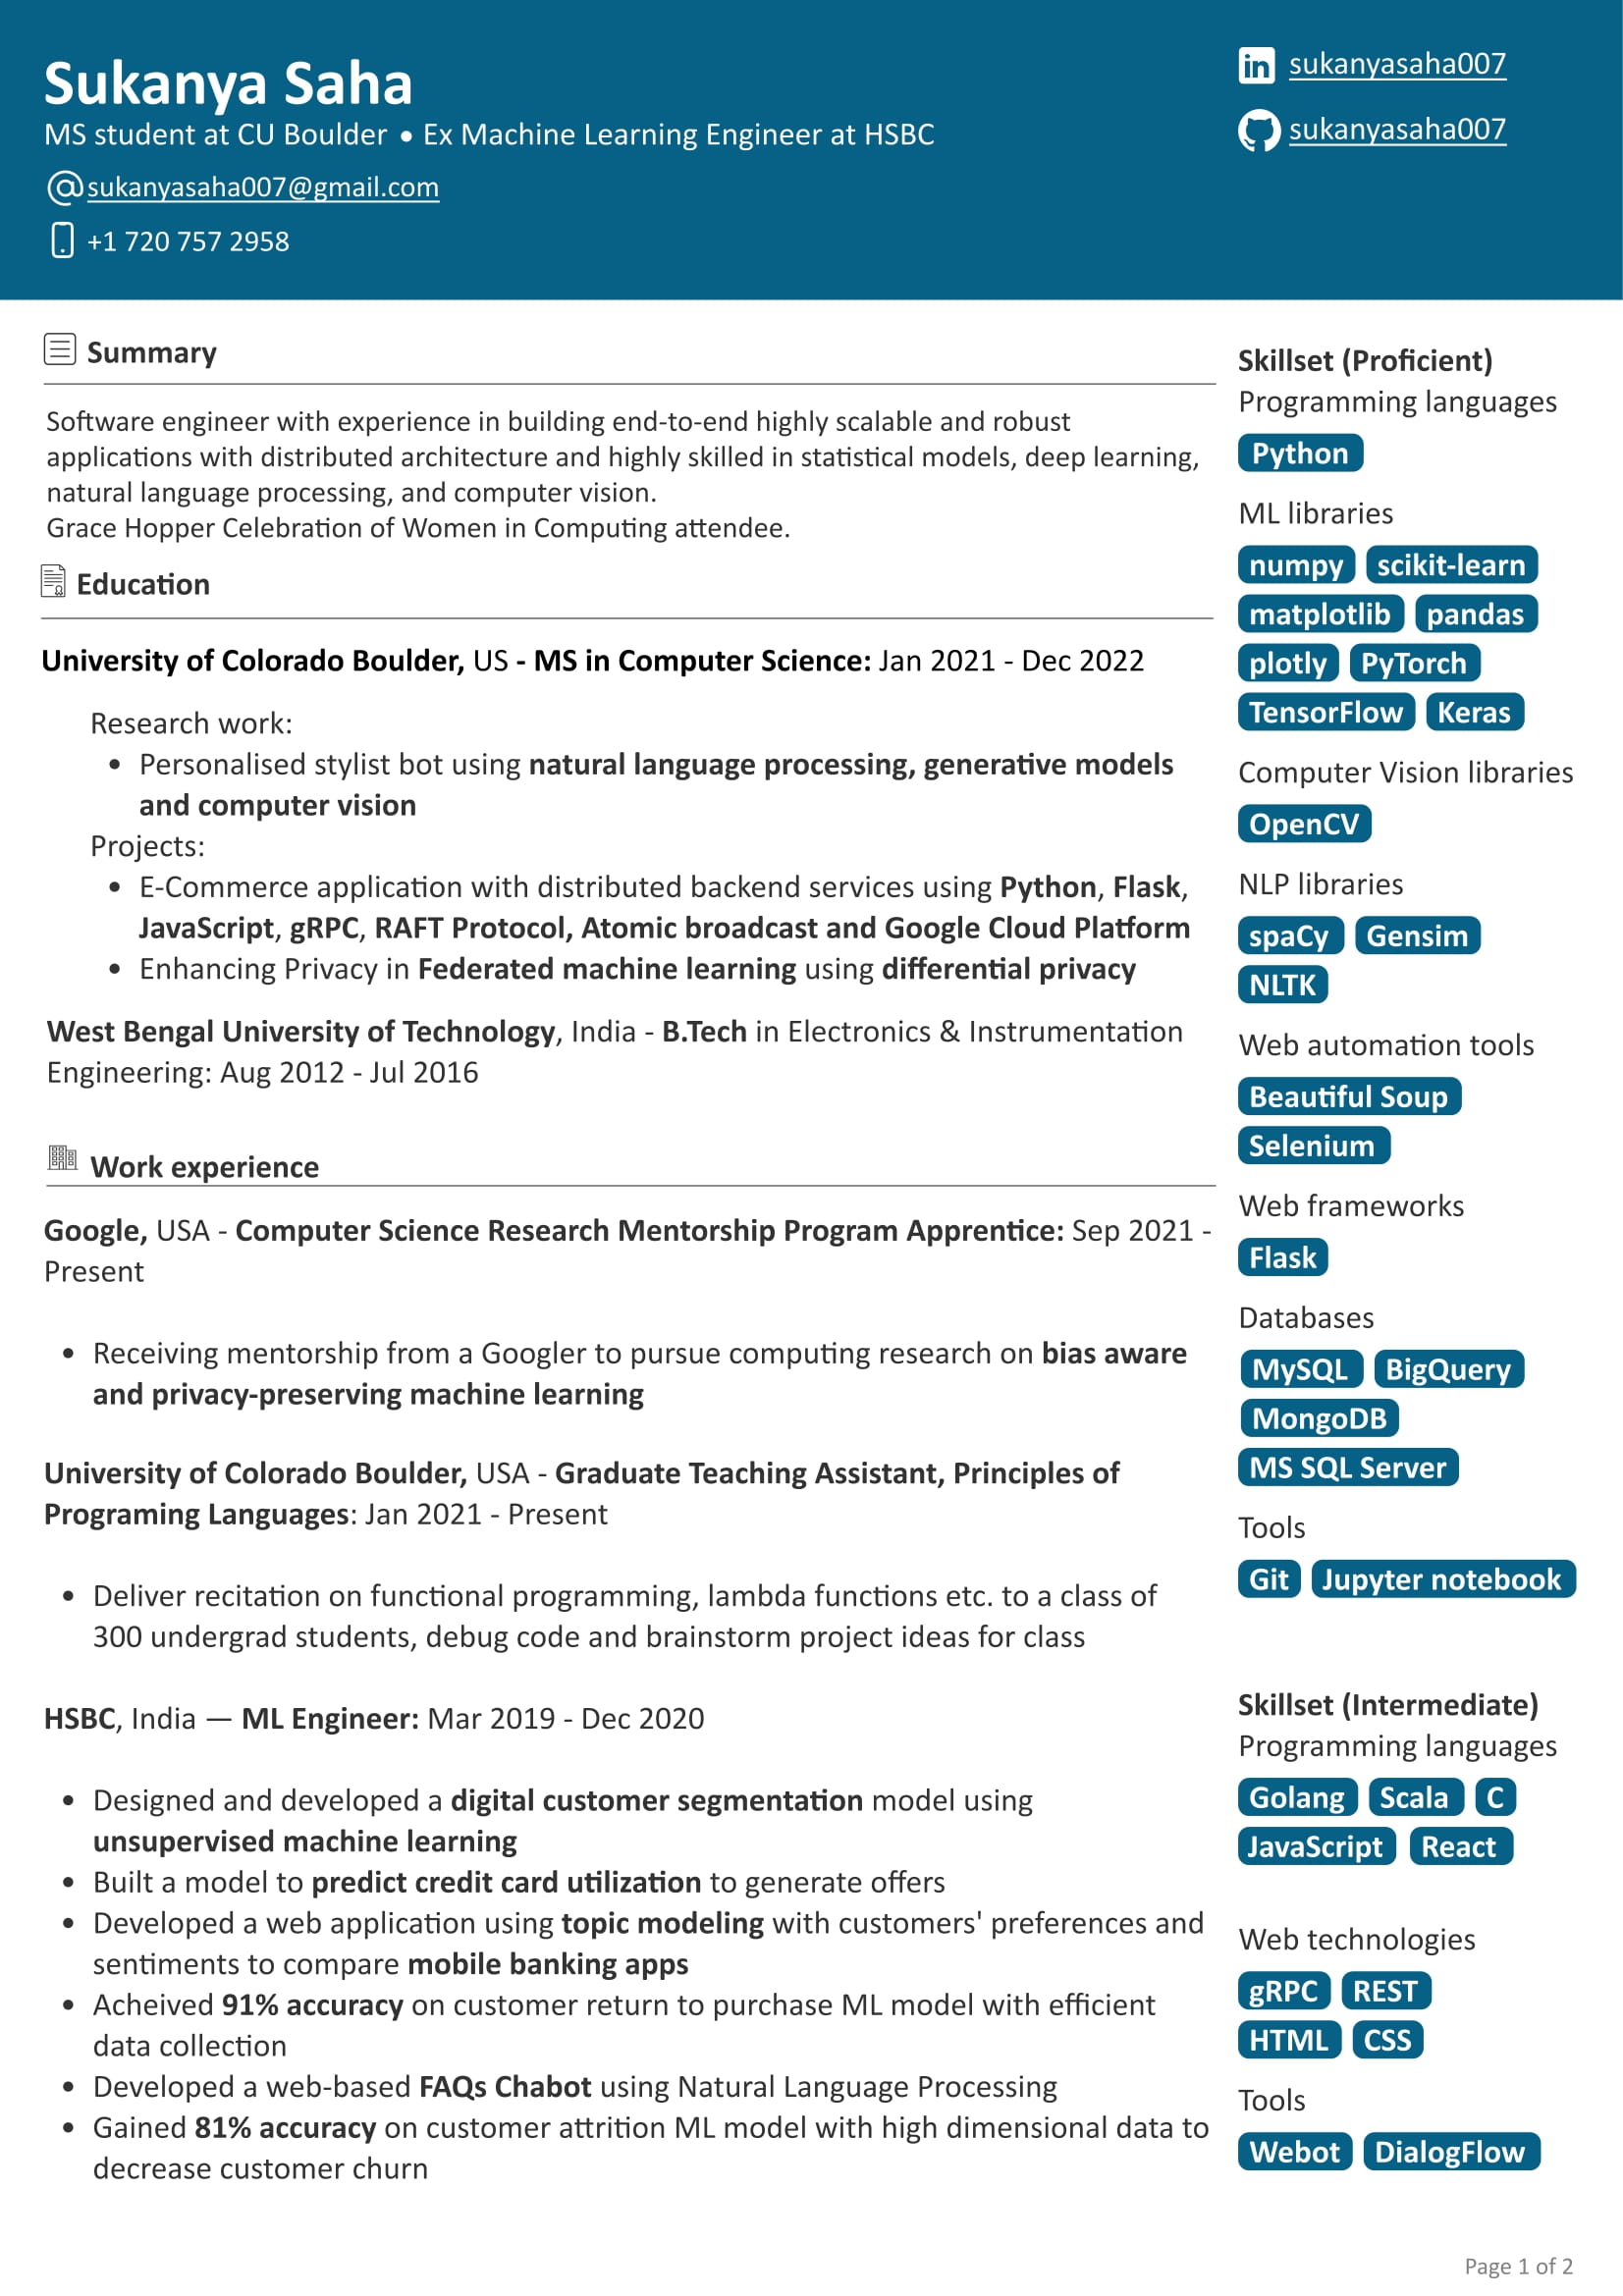 Sukanya Saha
MS student at CU Boulder • Ex Machine Learning Engineer at HSBC
sukanyasaha007@gmail.com
+1 720 757 2958
sukanyasaha007
sukanyasaha007
Summary
Software engineer with experience in building end-to-end highly scalable and robust
applications with distributed architecture and highly skilled in statistical models, deep learning,
natural language processing, and computer vision.
Grace Hopper Celebration of Women in Computing attendee.
Education
University of Colorado Boulder, US - MS in Computer Science: Jan 2021 - Dec 2022
Research work:
• Personalised stylist bot using natural language processing, generative models
and computer vision
Projects:
• E-Commerce application with distributed backend services using Python, Flask,
JavaScript, gRPC, RAFT Protocol, Atomic broadcast and Google Cloud Platform
• Enhancing Privacy in Federated machine learning using differential privacy
West Bengal University of Technology, India - B.Tech in Electronics & Instrumentation
Engineering: Aug 2012 - Jul 2016
Work experience
Google, USA - Computer Science Research Mentorship Program Apprentice: Sep 2021 -
Present
• Receiving mentorship from a Googler to pursue computing research on bias aware
and privacy-preserving machine learning
University of Colorado Boulder, USA - Graduate Teaching Assistant, Principles of
Programing Languages: Jan 2021 - Present
• Deliver recitation on functional programming, lambda functions etc. to a class of
300 undergrad students, debug code and brainstorm project ideas for class
HSBC, India — ML Engineer: Mar 2019 - Dec 2020
• Designed and developed a digital customer segmentation model using
unsupervised machine learning
• Built a model to predict credit card utilization to generate offers
• Developed a web application using topic modeling with customers' preferences and
sentiments to compare mobile banking apps
• Acheived 91% accuracy on customer return to purchase ML model with efficient
data collection
• Developed a web-based FAQs Chabot using Natural Language Processing
• Gained 81% accuracy on customer attrition ML model with high dimensional data to
decrease customer churn
Skillset (Proficient)
Programming languages
Python
ML libraries
numpy scikit-learn
matplotlib pandas
plotly PyTorch
TensorFlow Keras
Computer Vision libraries
OpenCV
NLP libraries
spaCy Gensim
NLTK
Web automation tools
Beautiful Soup
Selenium
Web frameworks
Flask
Databases
MySQL BigQuery
MongoDB
MS SQL Server
Tools
Git Jupyter notebook
Skillset (Intermediate)
Programming languages
Golang Scala C
JavaScript React
Web technologies
gRPC REST
HTML CSS
Tools
Webot DialogFlow
Page 1 of 2